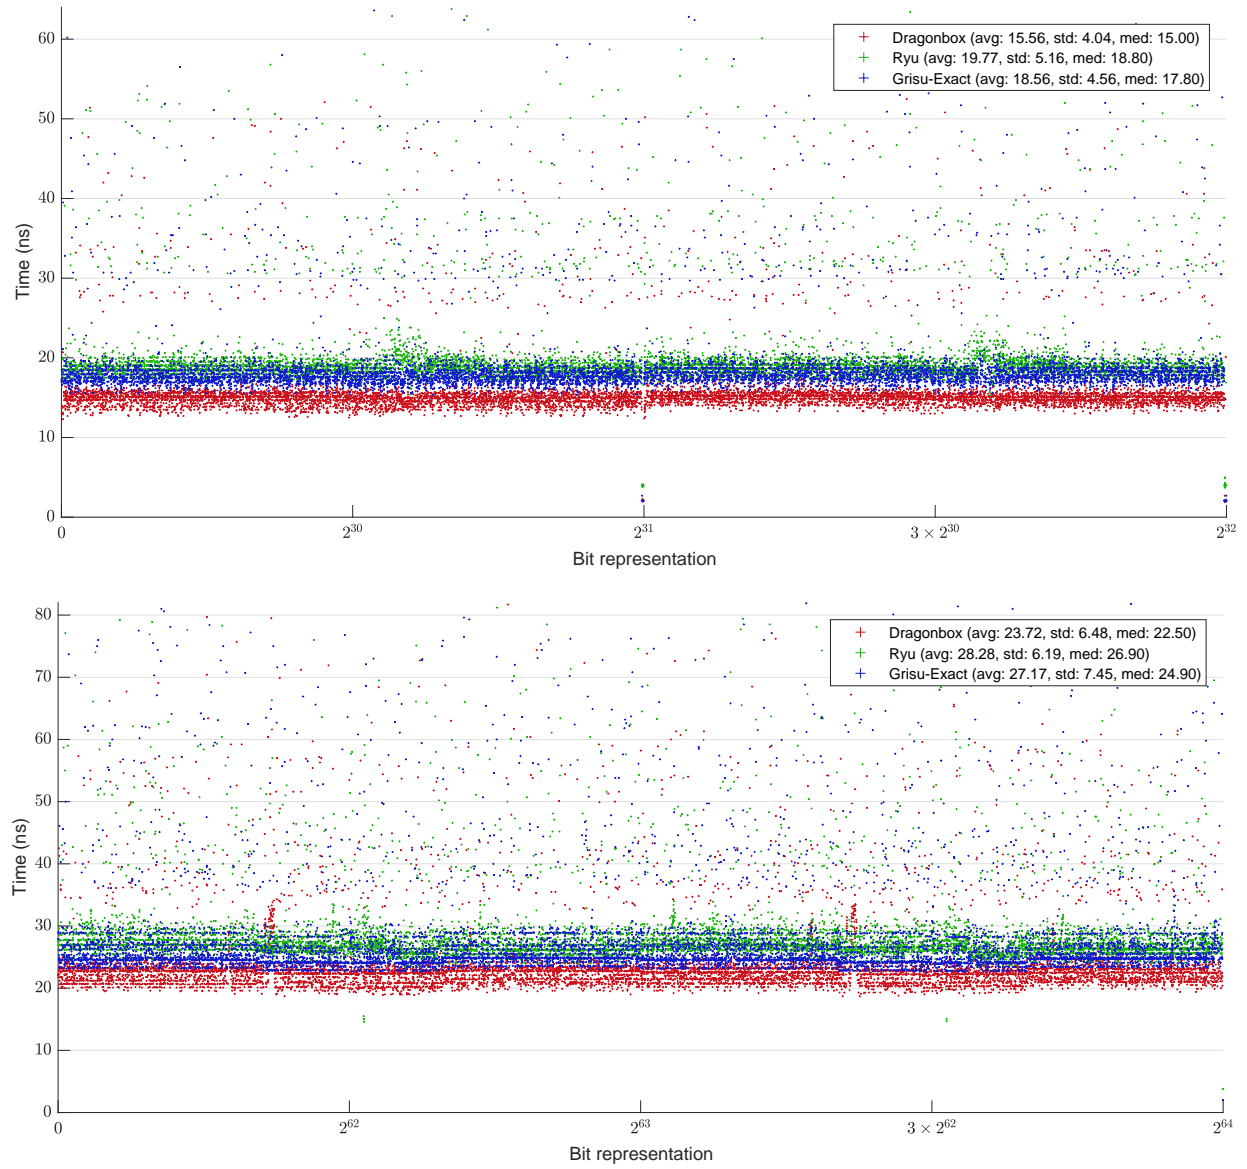 60
50
40
30
20
10
0
Time (ns)
Dragonbox (avg: 15.56, std: 4.04, med: 15.00)
Ryu (avg: 19.77, std: 5.16, med: 18.80)
Grisu-Exact (avg: 18.56, std: 4.56, med: 17.80)
0 2^30 2^31 3 × 2^30 2^32
Bit representation
80
70
60
50
40
30
20
10
0
Time (ns)
Dragonbox (avg: 23.72, std: 6.48, med: 22.50)
Ryu (avg: 28.28, std: 6.19, med: 26.90)
Grisu-Exact (avg: 27.17, std: 7.45, med: 24.90)
0 2^62 2^63 3 × 2^62 2^64
Bit representation